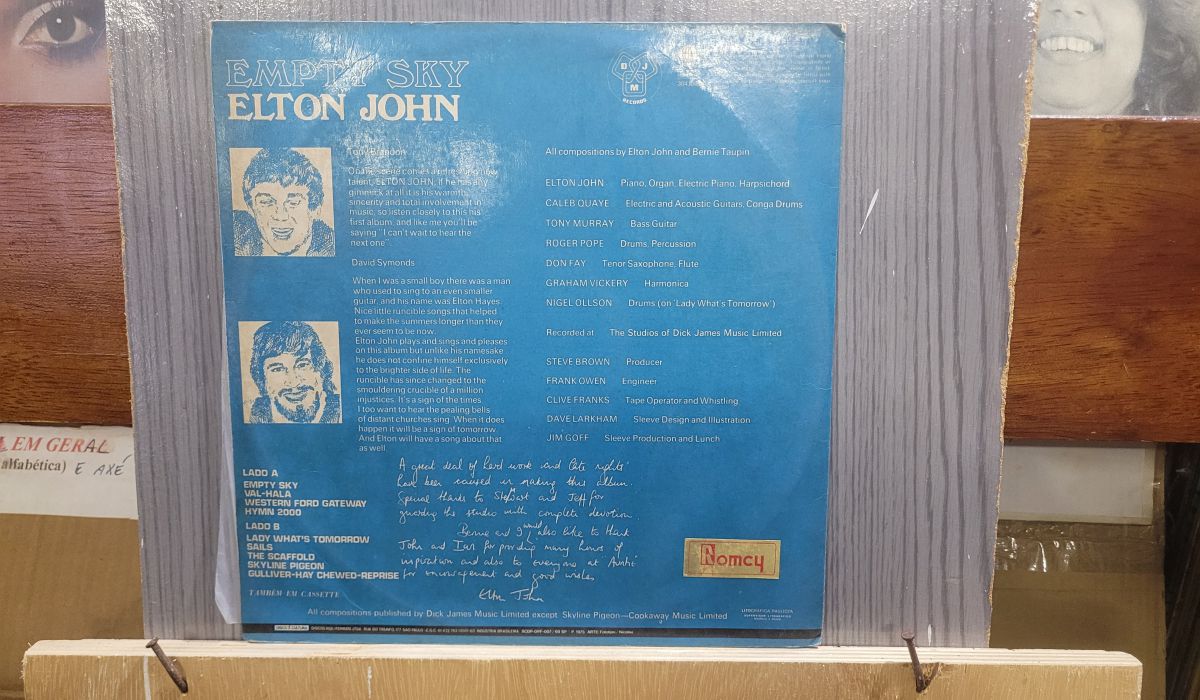 EMPTY SKY
ELTON JOHN
DJM
RECORDS
Tony Brandon
On the scene comes a refreshing new
talent, ELTON JOHN, if he has any
gimmick at all it is his warmth,
sincerity and total involvement in
music, so listen closely to this his
first album, and like me you'll be
saying "I can't wait to hear the
next one".
David Symonds
When I was a small boy there was a man
who used to sing to an even smaller
guitar, and his name was Elton Hayes.
Nice little runcible songs that helped
to make the summers longer than they
ever seem to be now.
Elton John plays and sings and pleases
on this album but unlike his namesake
he does not confine himself exclusively
to the brighter side of life. The
runcible has since changed to the
smouldering crucible of a million
injustices. It's a sign of the times.
I too want to hear the pealing bells
of distant churches sing. When it does
happen it will be a sign of tomorrow.
And Elton will have a song about that
as well.
All compositions by Elton John and Bernie Taupin
ELTON JOHN Piano, Organ, Electric Piano, Harpsichord
CALEB QUAYE Electric and Acoustic Guitars, Conga Drums
TONY MURRAY Bass Guitar
ROGER POPE Drums, Percussion
DON FAY Tenor Saxophone, Flute
GRAHAM VICKERY Harmonica
NIGEL OLLSON Drums (on 'Lady What's Tomorrow')
Recorded at The Studios of Dick James Music Limited
STEVE BROWN Producer
FRANK OWEN Engineer
CLIVE FRANKS Tape Operator and Whistling
DAVE LARKHAM Sleeve Design and Illustration
JIM GOFF Sleeve Production and Lunch
A great deal of hard work and late nights
have been caused in making this album.
Special thanks to Stewart and Jeff for
guarding the studio with complete devotion.
Bernie and I would also like to thank
John and Ian for providing many hours of
inspiration and also to everyone at
for encouragement and good wishes
Elton John
LADO A
EMPTY SKY
VAL-HALA
WESTERN FORD GATEWAY
HYMN 2000
LADO B
LADY WHAT'S TOMORROW
SAILS
THE SCAFFOLD
SKYLINE PIGEON
GULLIVER-HAY CHEWED-REPRISE
TAMBÉM EM CASSETTE
Nomcy
All compositions published by Dick James Music Limited except Skyline Pigeon—Cookaway Music Limited
EM GERAL
alfabética) E AXÉ